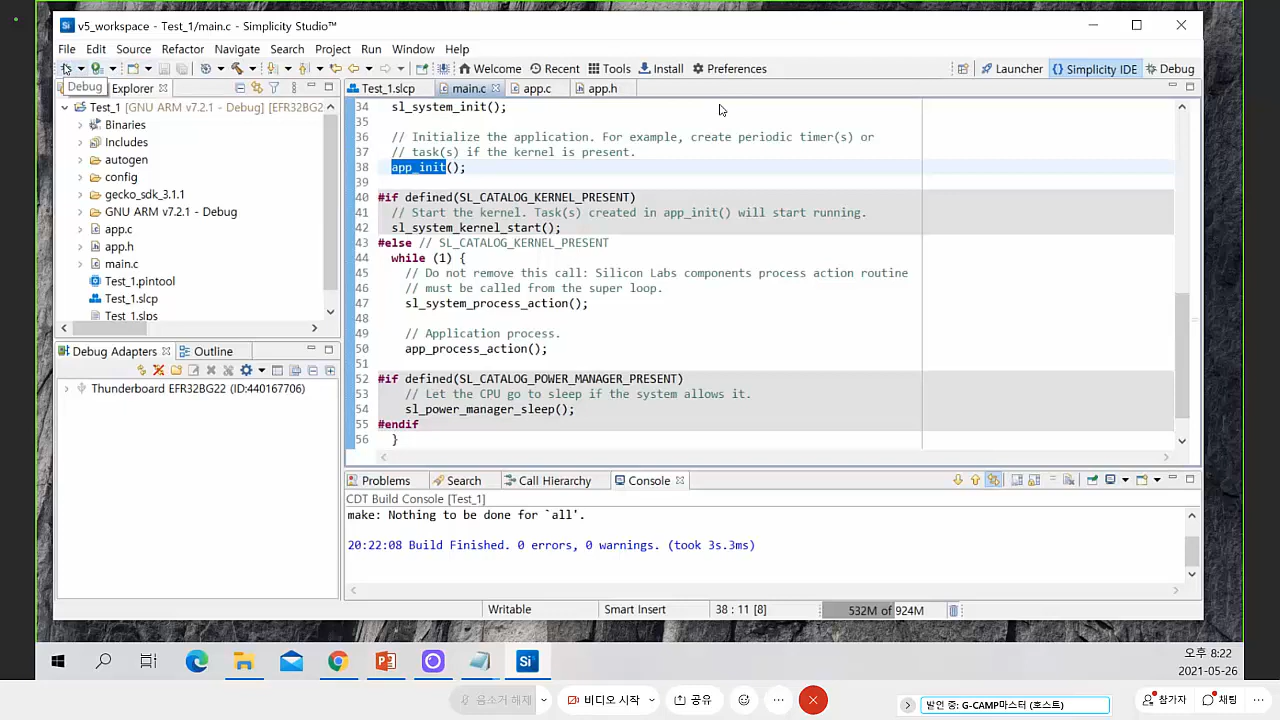 v5_workspace - Test_1/main.c - Simplicity Studio™
File Edit Source Refactor Navigate Search Project Run Window Help
Welcome Recent Tools Install Preferences Launcher Simplicity IDE Debug
Debug
Explorer
Test_1 [GNU ARM v7.2.1 - Debug] [EFR32BG2
Binaries
Includes
autogen
config
gecko_sdk_3.1.1
GNU ARM v7.2.1 - Debug
app.c
app.h
main.c
Test_1.pintool
Test_1.slcp
Test_1.slps
Debug Adapters Outline
Thunderboard EFR32BG22 (ID:440167706)
Test_1.slcp main.c app.c app.h
34 sl_system_init();
35
36 // Initialize the application. For example, create periodic timer(s) or
37 // task(s) if the kernel is present.
38 app_init();
39
40 #if defined(SL_CATALOG_KERNEL_PRESENT)
41 // Start the kernel. Task(s) created in app_init() will start running.
42 sl_system_kernel_start();
43 #else // SL_CATALOG_KERNEL_PRESENT
44 while (1) {
45 // Do not remove this call: Silicon Labs components process action routine
46 // must be called from the super loop.
47 sl_system_process_action();
48
49 // Application process.
50 app_process_action();
51
52 #if defined(SL_CATALOG_POWER_MANAGER_PRESENT)
53 // Let the CPU go to sleep if the system allows it.
54 sl_power_manager_sleep();
55 #endif
56 }
Problems Search Call Hierarchy Console
CDT Build Console [Test_1]
make: Nothing to be done for `all'.
20:22:08 Build Finished. 0 errors, 0 warnings. (took 3s.3ms)
Writable Smart Insert 38 : 11 [8] 532M of 924M
Si
오후 8:22
2021-05-26
음소거 해제 비디오 시작 공유 발언 중: G-CAMP마스터 (호스트) 참가자 채팅